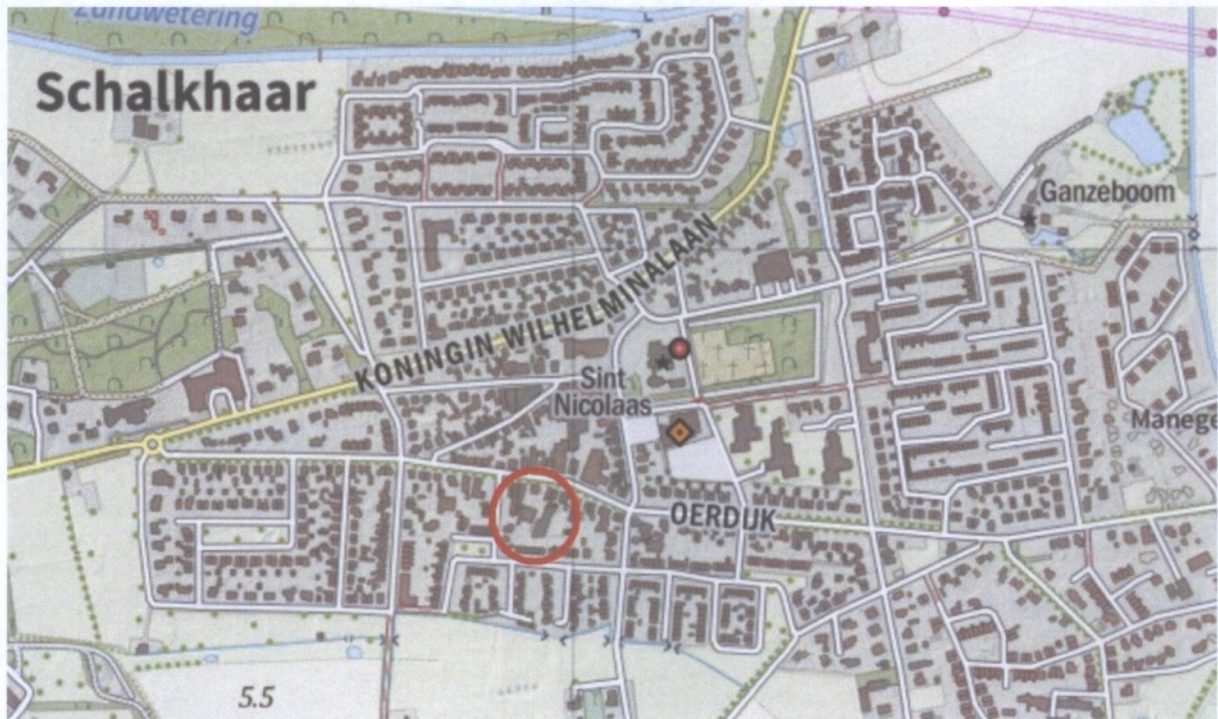 Zandwetering
Schalkhaar
Ganzeboom
KONINGIN WILHELMINALAAN
Sint
Nicolaas
Manege
OERDIJK
5.5